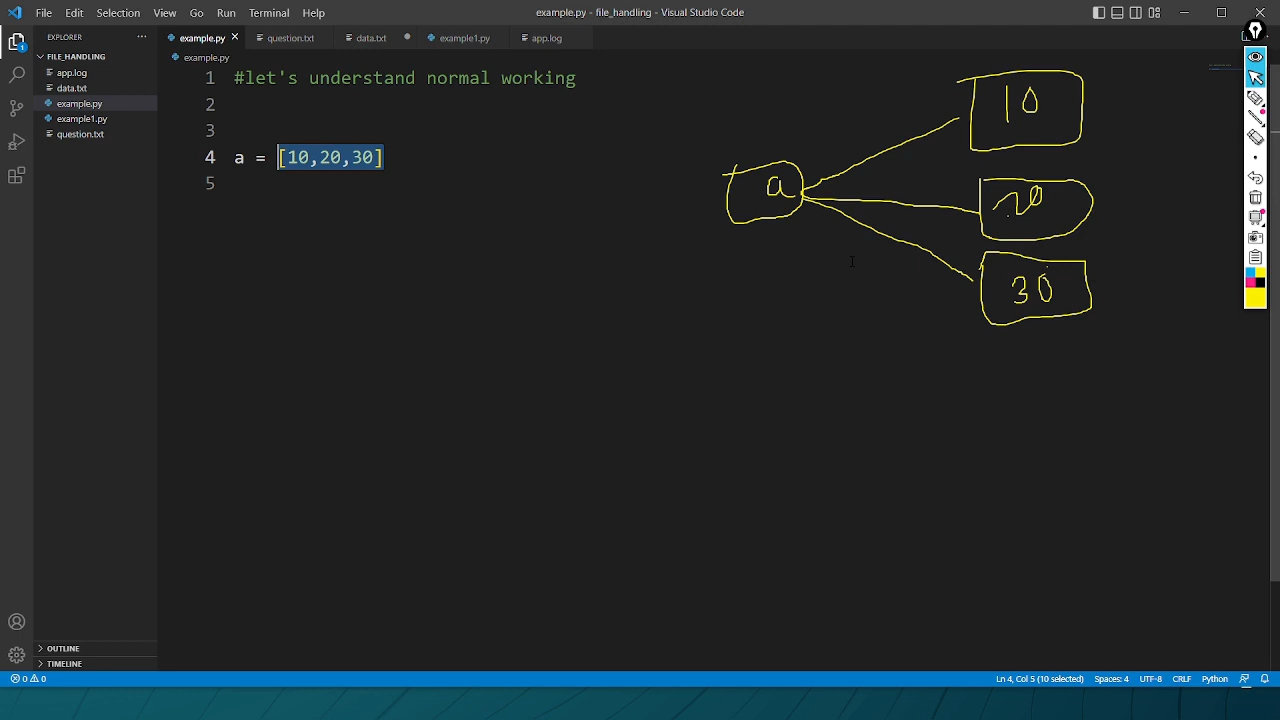 File Edit Selection View Go Run Terminal Help
example.py - file_handling - Visual Studio Code
EXPLORER
example.py
question.txt
data.txt
example1.py
app.log
FILE_HANDLING
app.log
data.txt
example.py
example1.py
question.txt
1
OUTLINE
TIMELINE
example.py
1 #let's understand normal working
2
3
4 a = [10,20,30]
5
a
10
20
30
0 0
Ln 4, Col 5 (10 selected) Spaces: 4 UTF-8 CRLF Python